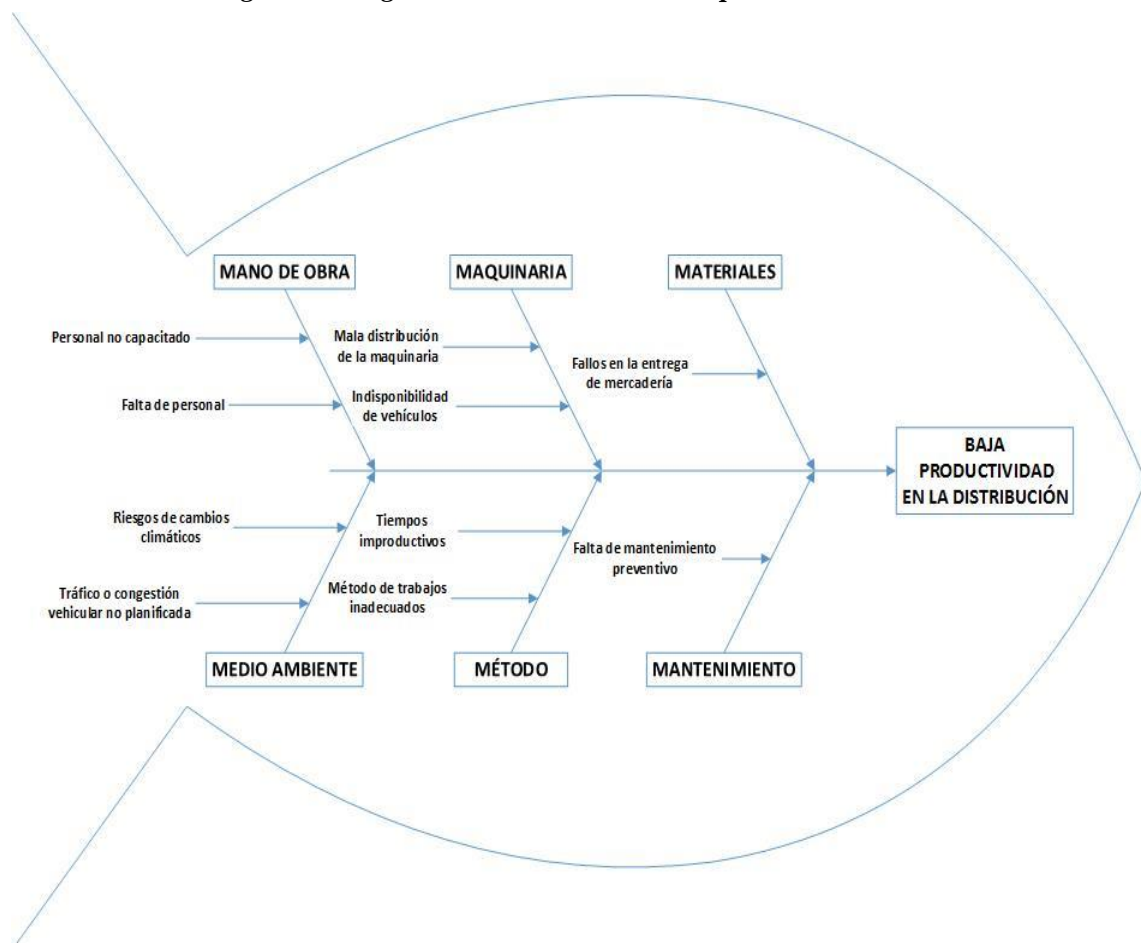 MANO DE OBRA
MAQUINARIA
MATERIALES
Personal no capacitado
Mala distribución
de la maquinaria
Fallos en la entrega
de mercadería
Falta de personal
Indisponibilidad
de vehículos
BAJA
PRODUCTIVIDAD
EN LA DISTRIBUCIÓN
Riesgos de cambios
climáticos
Tiempos
improductivos
Falta de mantenimiento
preventivo
Tráfico o congestión
vehicular no planificada
Método de trabajos
inadecuados
MEDIO AMBIENTE
MÉTODO
MANTENIMIENTO